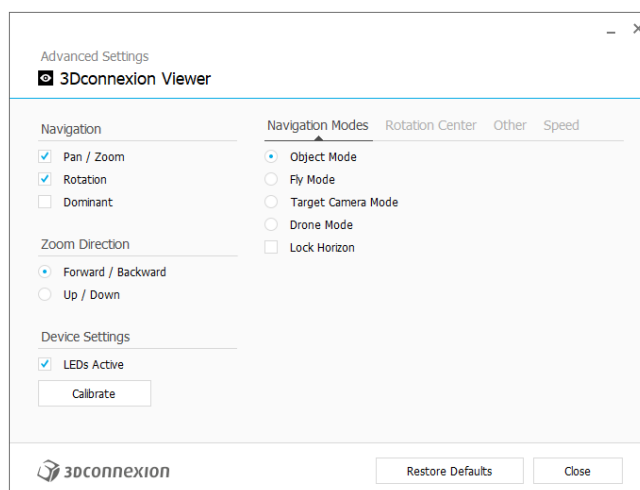 Advanced Settings
3Dconnexion Viewer
Navigation
Pan / Zoom
Rotation
Dominant
Zoom Direction
Forward / Backward
Up / Down
Device Settings
LEDs Active
Calibrate
Navigation Modes Rotation Center Other Speed
Object Mode
Fly Mode
Target Camera Mode
Drone Mode
Lock Horizon
3Dconnexion
Restore Defaults Close